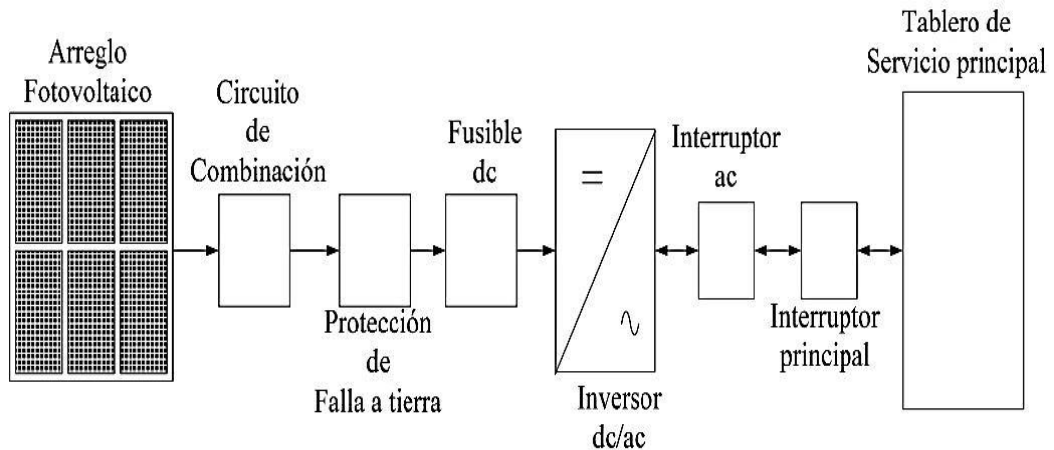 Arreglo
Fotovoltaico
Circuito
de
Combinación
Protección
de
Falla a tierra
Fusible
dc
Inversor
dc/ac
Interruptor
ac
Interruptor
principal
Tablero de
Servicio principal